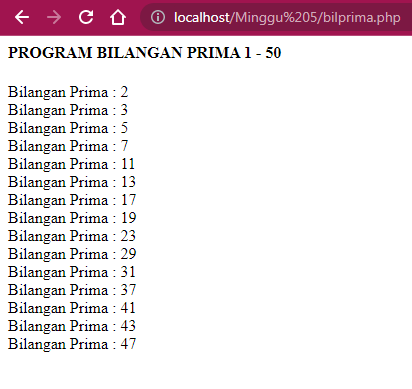 localhost/Minggu%205/bilprima.php
PROGRAM BILANGAN PRIMA 1 - 50
Bilangan Prima : 2
Bilangan Prima : 3
Bilangan Prima : 5
Bilangan Prima : 7
Bilangan Prima : 11
Bilangan Prima : 13
Bilangan Prima : 17
Bilangan Prima : 19
Bilangan Prima : 23
Bilangan Prima : 29
Bilangan Prima : 31
Bilangan Prima : 37
Bilangan Prima : 41
Bilangan Prima : 43
Bilangan Prima : 47